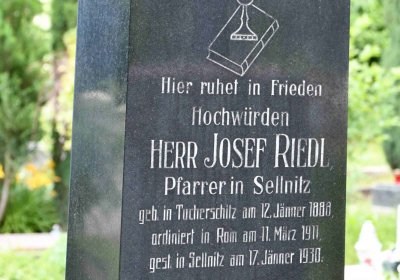 Hier ruhet in Frieden
Hochwürden
HERR JOSEF RIEDL
Pfarrer in Sellnitz
geb. in Tucherschitz am 12. Jänner 1888,
ordiniert in Rom am 11. März 1911,
gest in Sellnitz am 17. Jänner 1930.